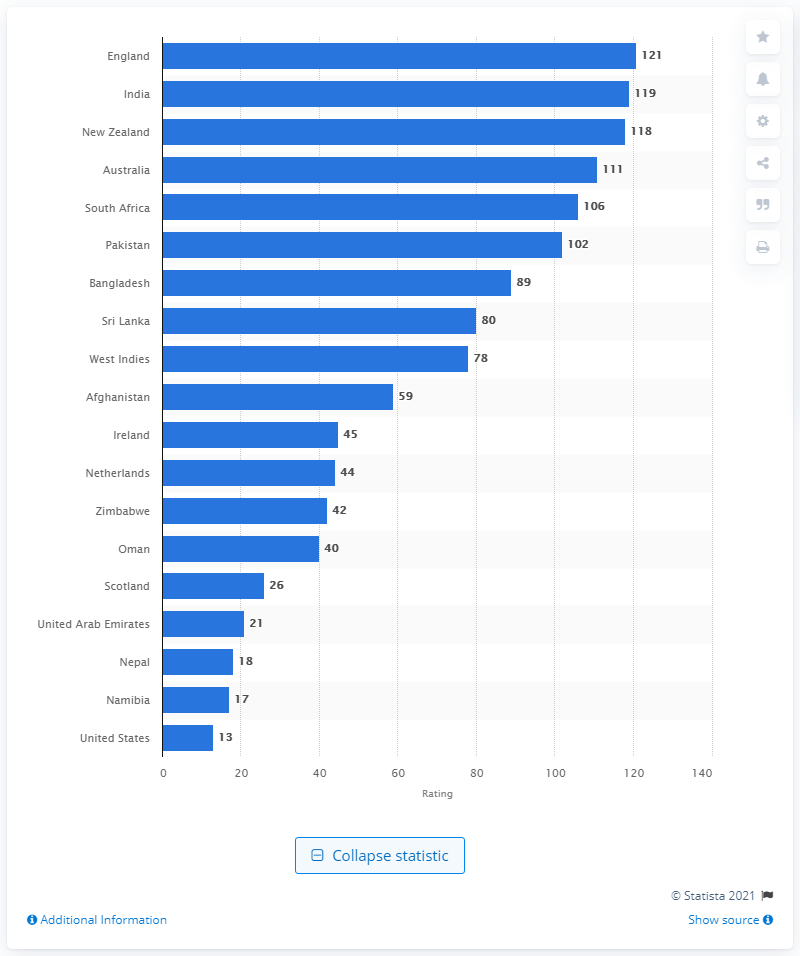 England 121
India 119
New Zealand 118
Australia 111
South Africa 106
Pakistan 102
Bangladesh 89
Sri Lanka 80
West Indies 78
Afghanistan 59
Ireland 45
Netherlands 44
Zimbabwe 42
Oman 40
Scotland 26
United Arab Emirates 21
Nepal 18
Namibia 17
United States 13
0 20 40 60 80 100 120 140
Rating
Collapse statistic
© Statista 2021
Additional Information Show source